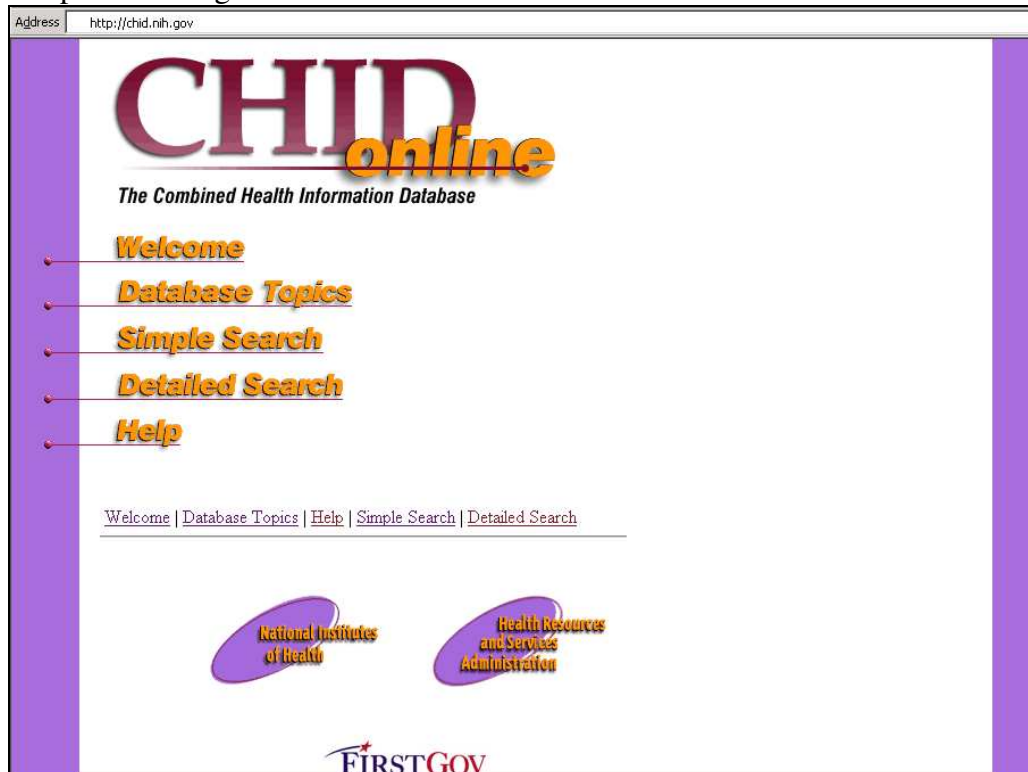 Address http://chid.nih.gov
CHID
online
The Combined Health Information Database
Welcome
Database Topics
Simple Search
Detailed Search
Help
Welcome | Database Topics | Help | Simple Search | Detailed Search
National Institutes
of Health
Health Resources
and Services
Administration
FIRSTGOV